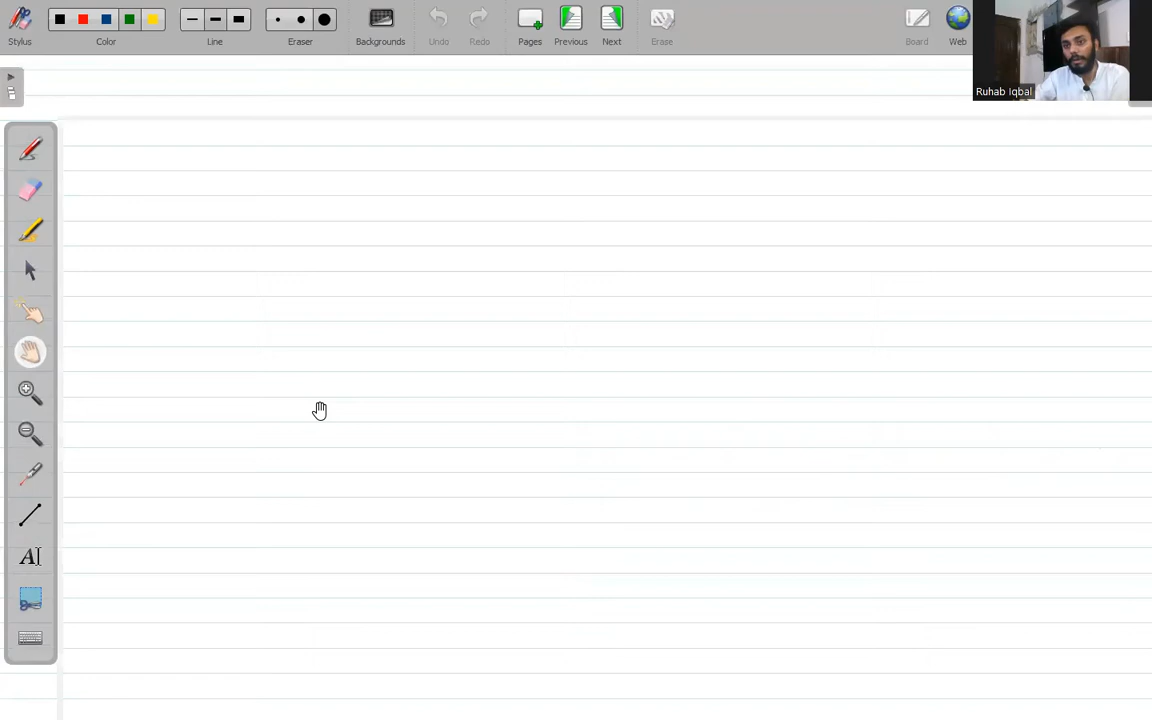 Stylus Color Line Eraser Backgrounds Undo Redo Pages Previous Next Erase Board Web
Ruhab Iqbal
A